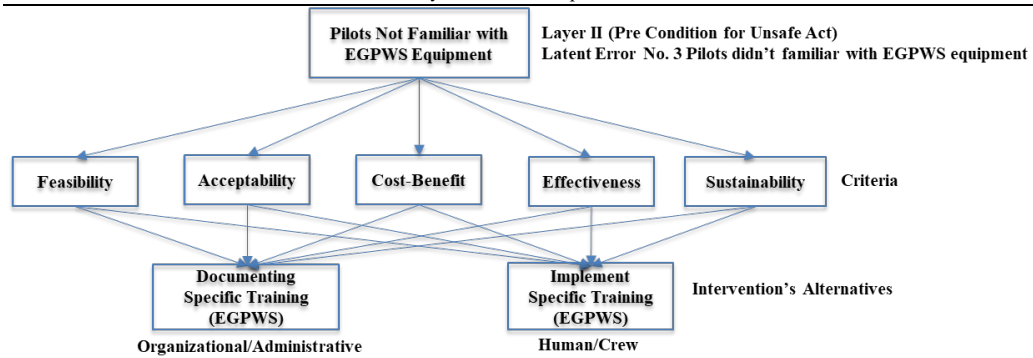 Pilots Not Familiar with
EGPWS Equipment
Layer II (Pre Condition for Unsafe Act)
Latent Error No. 3 Pilots didn’t familiar with EGPWS equipment
Feasibility
Acceptability
Cost-Benefit
Effectiveness
Sustainability
Criteria
Documenting
Specific Training
(EGPWS)
Implement
Specific Training
(EGPWS)
Intervention’s Alternatives
Organizational/Administrative
Human/Crew